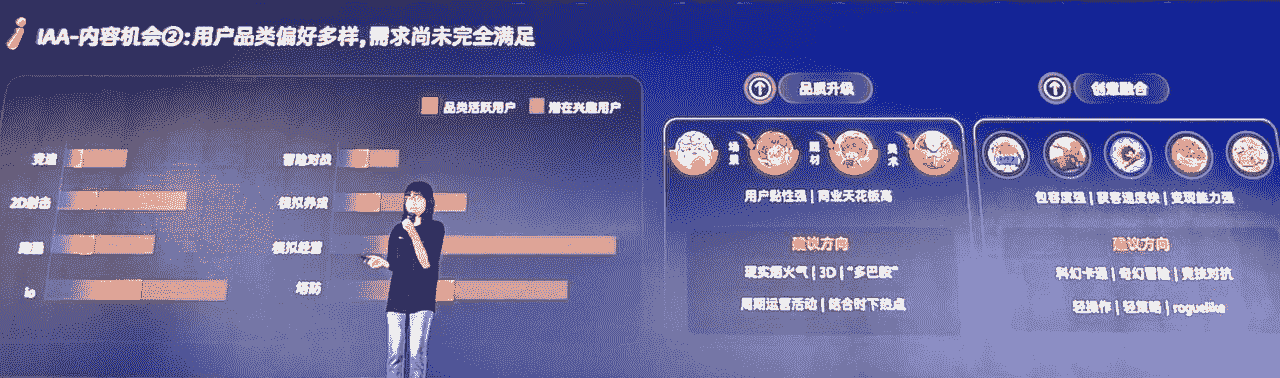 IAA-内容机会②:用户品类偏好多样,需求尚未完全满足
品类活跃用户
潜在兴趣用户
竞速
2D射击
跑酷
io
冒险对战
模拟养成
模拟经营
塔防
品质升级
场景
题材
美术
用户黏性强 | 商业天花板高
建议方向
现实烟火气 | 3D | “多巴胺”
周期运营活动 | 结合时下热点
创意融合
包容度强 | 获客速度快 | 变现能力强
建议方向
科幻卡通 | 奇幻冒险 | 竞技对抗
轻操作 | 轻策略 | roguelike